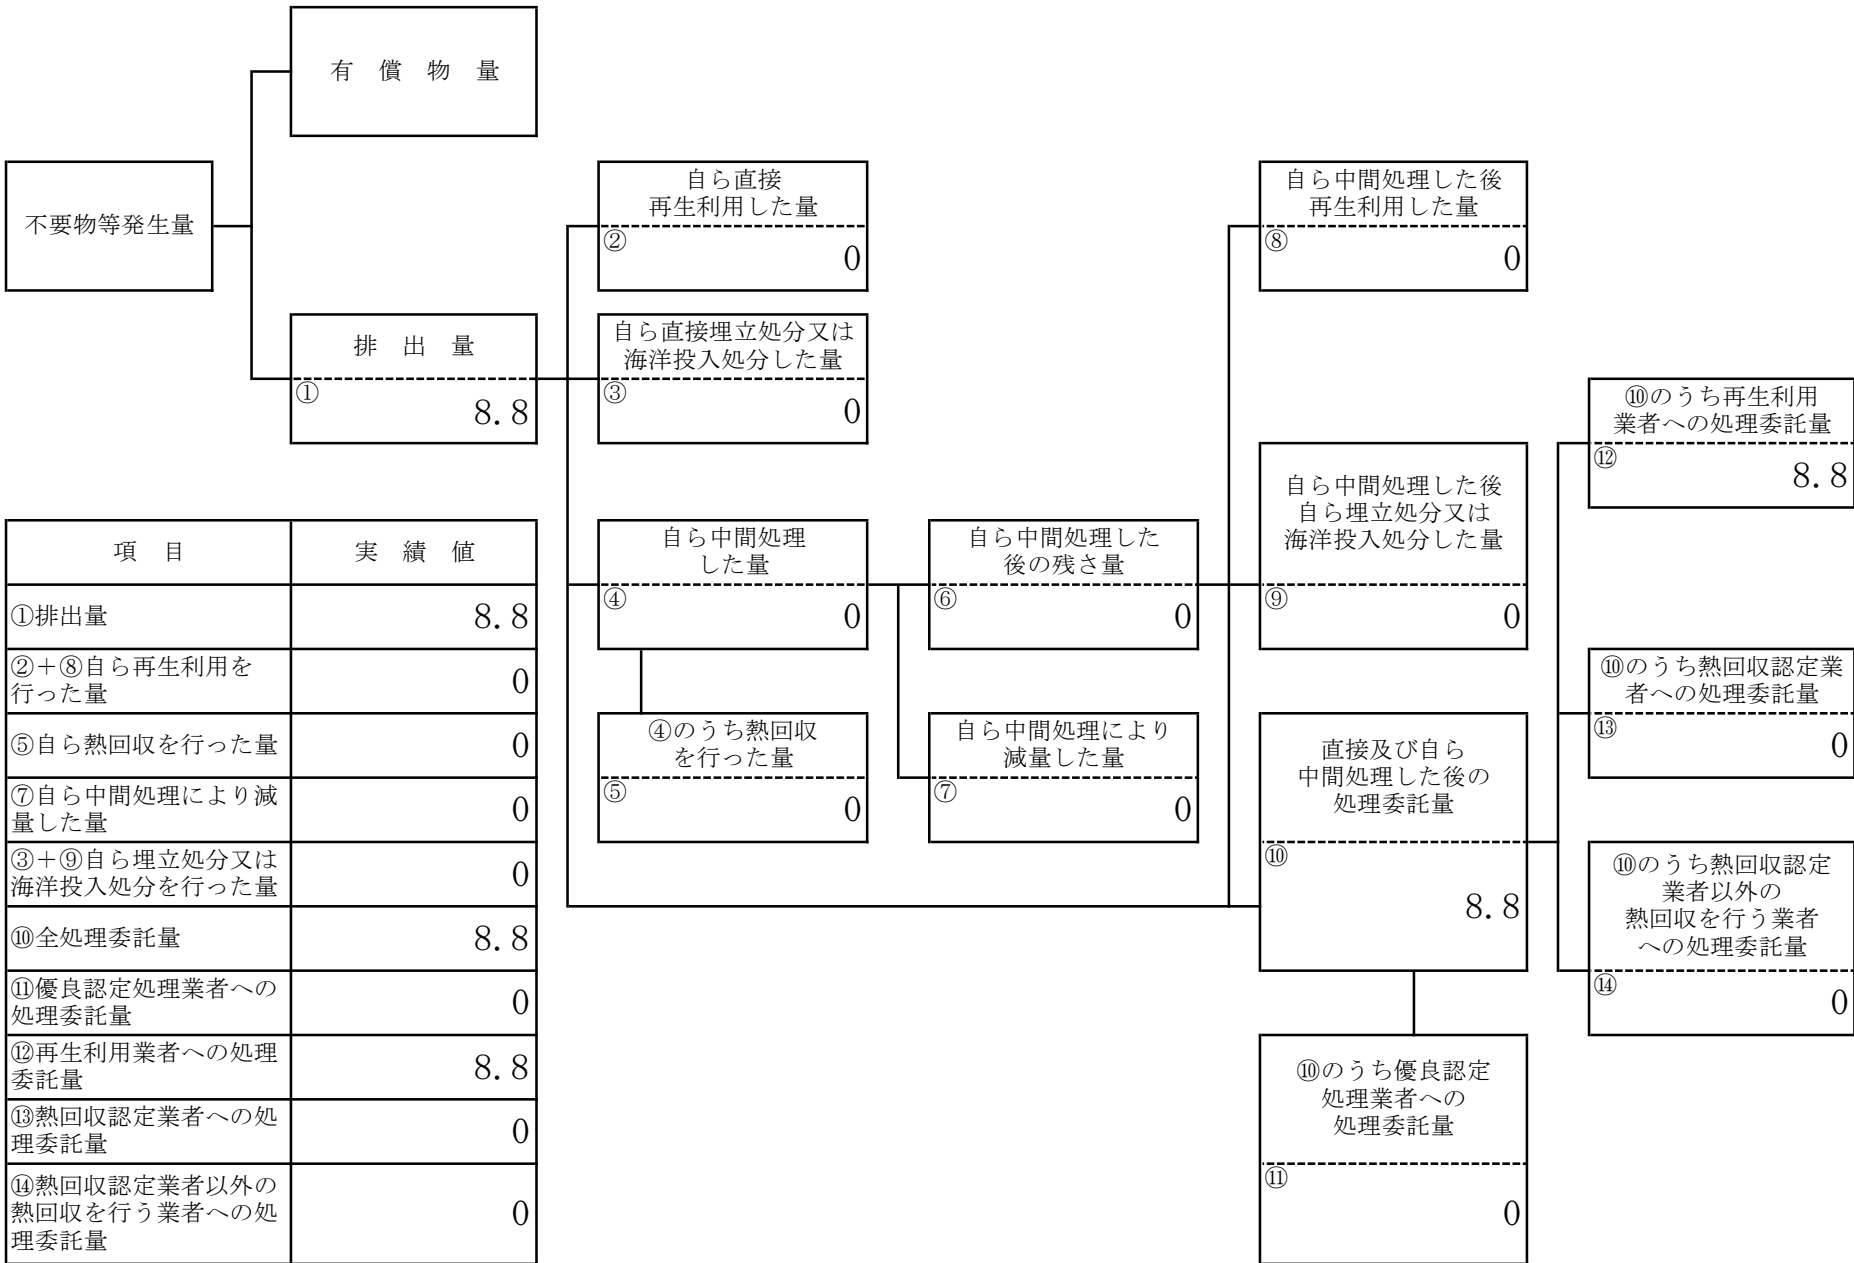 有 償 物 量
不要物等発生量
自ら直接
再生利用した量
②
0
自ら中間処理した後
再生利用した量
⑧
0
排 出 量
①
8.8
自ら直接埋立処分又は
海洋投入処分した量
③
0
⑩のうち再生利用
業者への処理委託量
⑫
8.8
自ら中間処理した後
自ら埋立処分又は
海洋投入処分した量
⑨
0
自ら中間処理
した量
④
0
自ら中間処理した
後の残さ量
⑥
0
⑩のうち熱回収認定業
者への処理委託量
⑬
0
④のうち熱回収
を行った量
⑤
0
自ら中間処理により
減量した量
⑦
0
直接及び自ら
中間処理した後の
処理委託量
⑩
8.8
⑩のうち熱回収認定
業者以外の
熱回収を行う業者
への処理委託量
⑭
0
⑩のうち優良認定
処理業者への
処理委託量
⑪
0
項 目 実 績 値
①排出量 8.8
②+⑧自ら再生利用を
行った量 0
⑤自ら熱回収を行った量 0
⑦自ら中間処理により減
量した量 0
③+⑨自ら埋立処分又は
海洋投入処分を行った量 0
⑩全処理委託量 8.8
⑪優良認定処理業者への
処理委託量 0
⑫再生利用業者への処理
委託量 8.8
⑬熱回収認定業者への処
理委託量 0
⑭熱回収認定業者以外の
熱回収を行う業者への処
理委託量 0